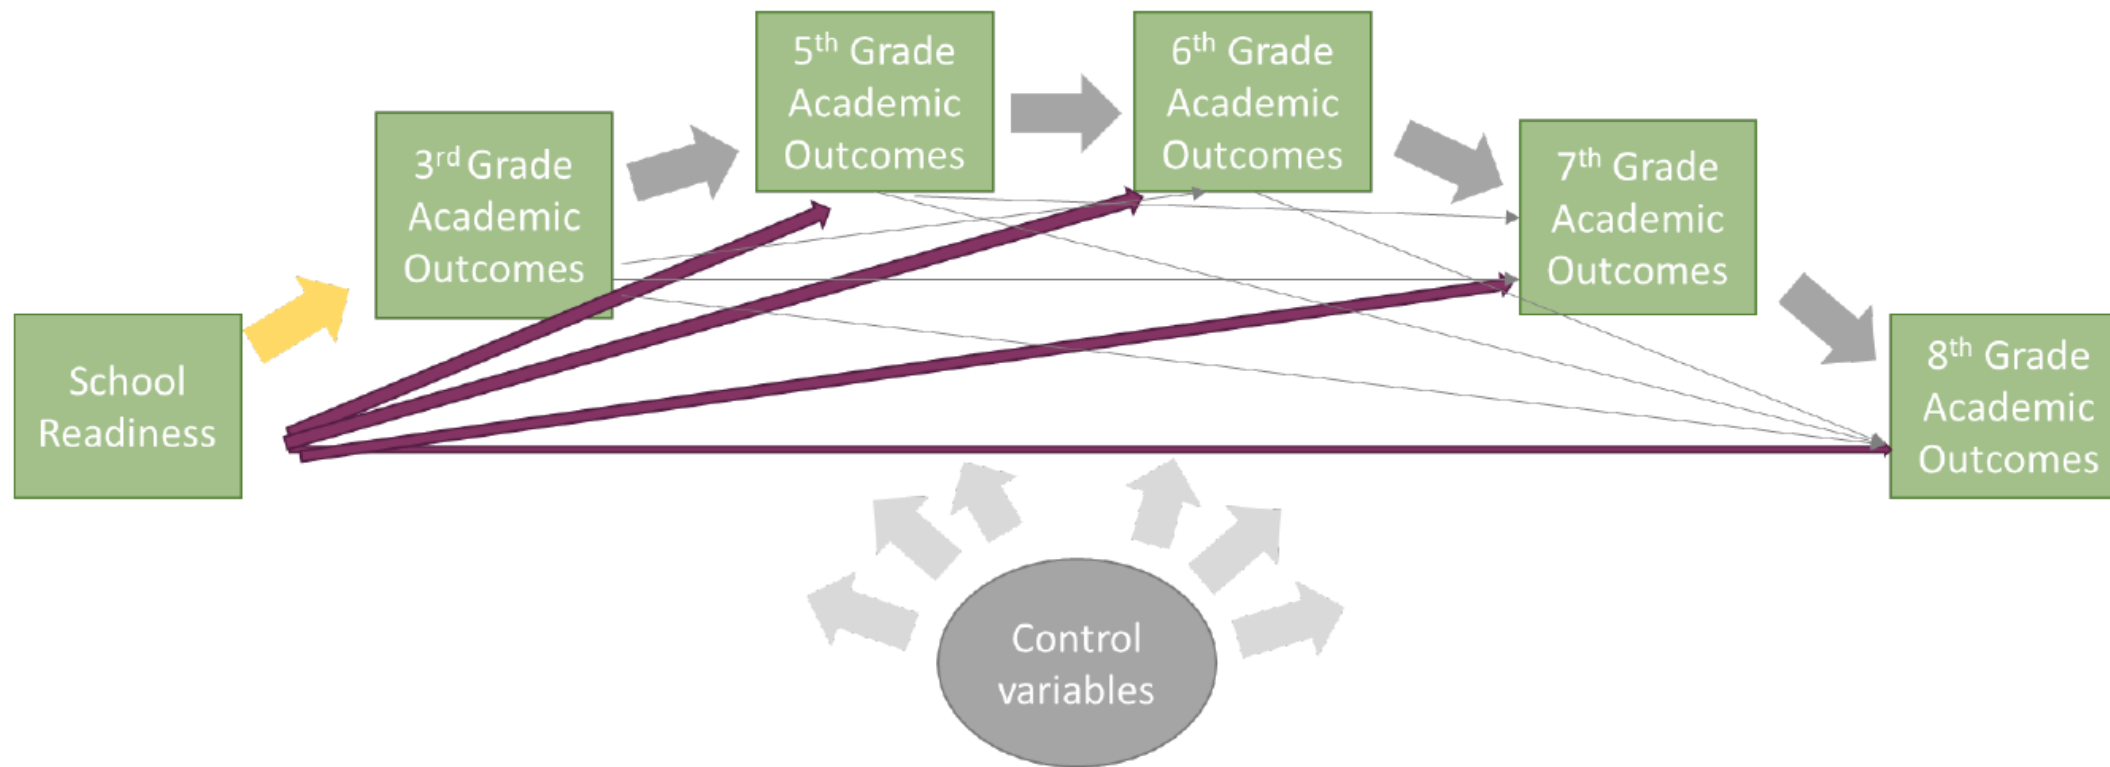 5th Grade
Academic
Outcomes
6th Grade
Academic
Outcomes
3rd Grade
Academic
Outcomes
7th Grade
Academic
Outcomes
School
Readiness
8th Grade
Academic
Outcomes
Control
variables